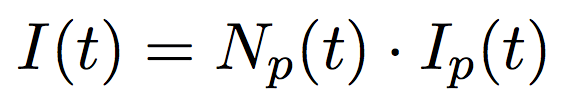 I(t) = N_p(t) · I_p(t)